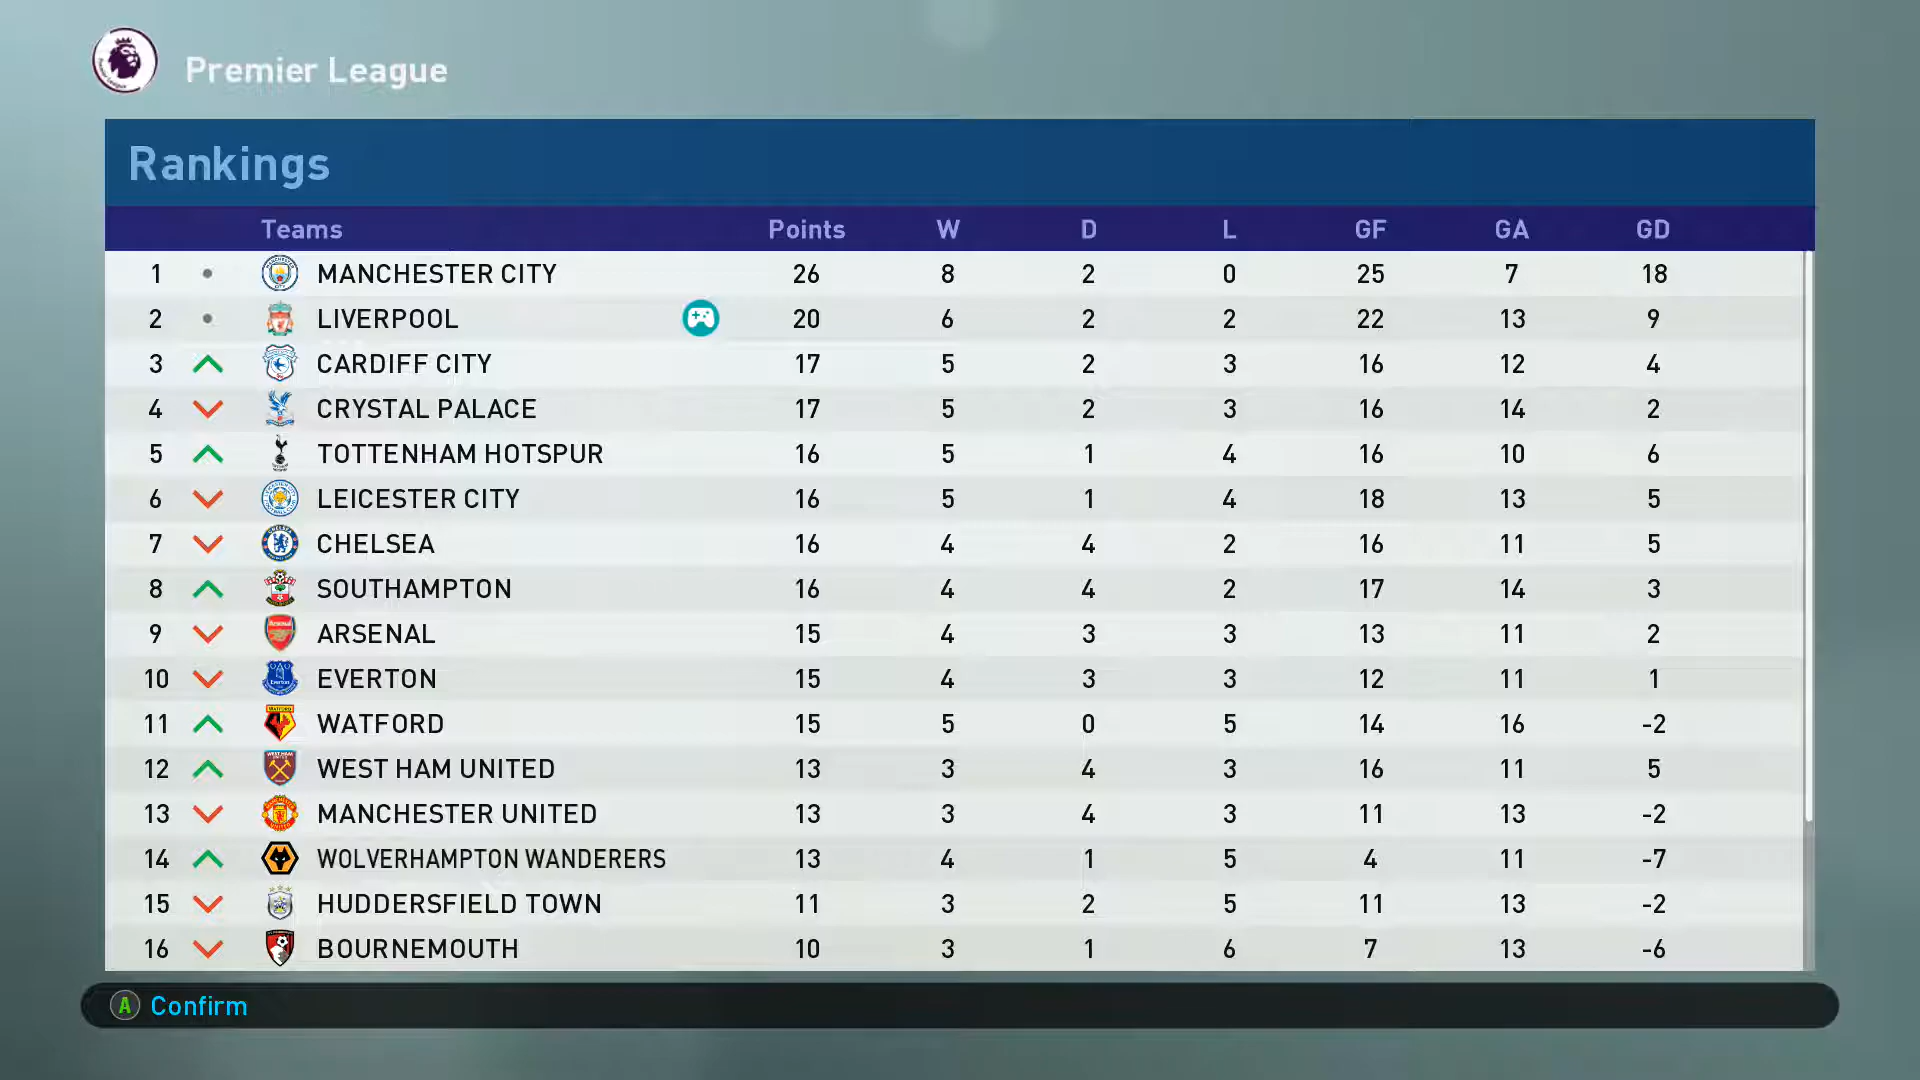 Premier League
Rankings
Teams Points W D L GF GA GD
1 MANCHESTER CITY 26 8 2 0 25 7 18
2 LIVERPOOL 20 6 2 2 22 13 9
3 CARDIFF CITY 17 5 2 3 16 12 4
4 CRYSTAL PALACE 17 5 2 3 16 14 2
5 TOTTENHAM HOTSPUR 16 5 1 4 16 10 6
6 LEICESTER CITY 16 5 1 4 18 13 5
7 CHELSEA 16 4 4 2 16 11 5
8 SOUTHAMPTON 16 4 4 2 17 14 3
9 ARSENAL 15 4 3 3 13 11 2
10 EVERTON 15 4 3 3 12 11 1
11 WATFORD 15 5 0 5 14 16 -2
12 WEST HAM UNITED 13 3 4 3 16 11 5
13 MANCHESTER UNITED 13 3 4 3 11 13 -2
14 WOLVERHAMPTON WANDERERS 13 4 1 5 4 11 -7
15 HUDDERSFIELD TOWN 11 3 2 5 11 13 -2
16 BOURNEMOUTH 10 3 1 6 7 13 -6
A Confirm